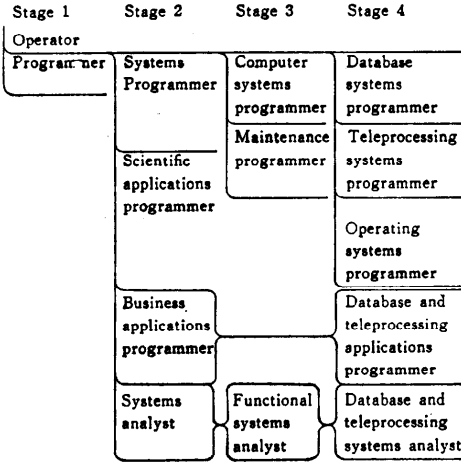 Stage 1 Stage 2 Stage 3 Stage 4
Operator
Programmer
Systems
Programmer
Scientific
applications
programmer
Business
applications
programmer
Systems
analyst
Computer
systems
programmer
Maintenance
programmer
Functional
systems
analyst
Database
systems
programmer
Teleprocessing
systems
programmer
Operating
systems
programmer
Database and
teleprocessing
applications
programmer
Database and
teleprocessing
systems analyst